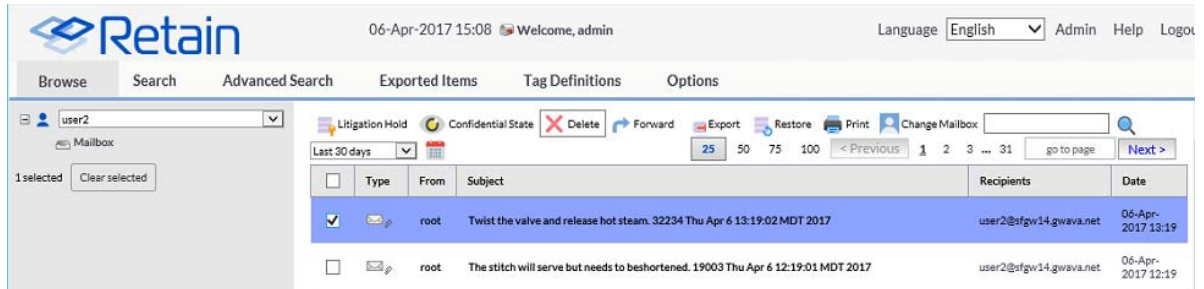 Retain
06-Apr-2017 15:08 Welcome, admin
Language English Admin Help Logou
Browse Search Advanced Search Exported Items Tag Definitions Options
user2
Mailbox
1 selected Clear selected
Litigation Hold Confidential State Delete Forward Export Restore Print Change Mailbox
Last 30 days 25 50 75 100 < Previous 1 2 3 ... 31 go to page Next >
Type From Subject Recipients Date
root Twist the valve and release hot steam. 32234 Thu Apr 6 13:19:02 MDT 2017 user2@sfgw14.gwava.net 06-Apr-
2017 13:19
root The stitch will serve but needs to beshortened. 19003 Thu Apr 6 12:19:01 MDT 2017 user2@sfgw14.gwava.net 06-Apr-
2017 12:19